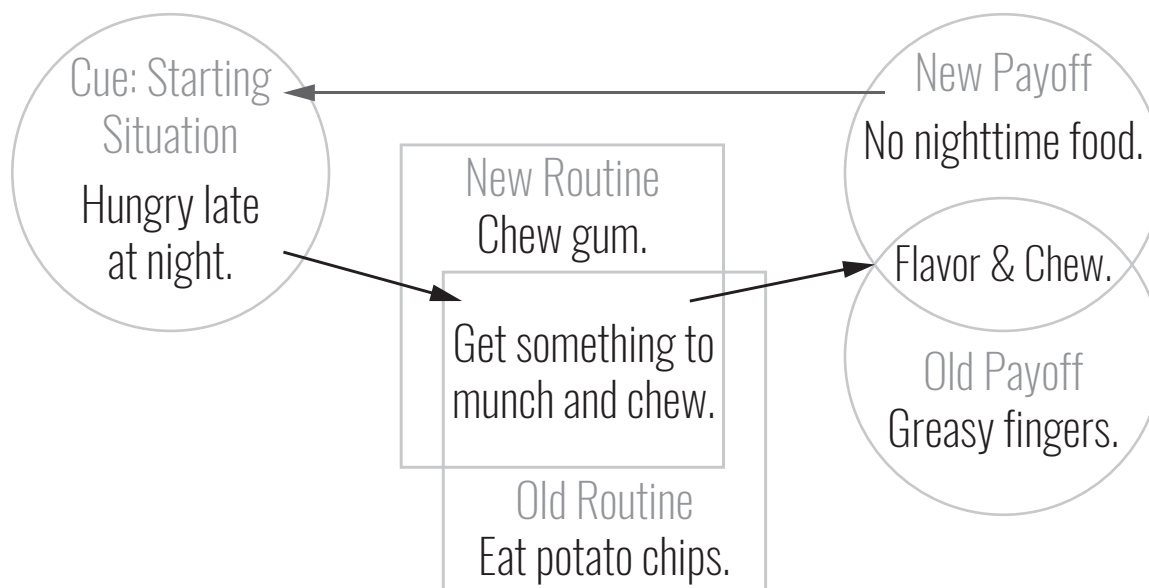 Cue: Starting
Situation
Hungry late
at night.
New Routine
Chew gum.
Get something to
munch and chew.
Old Routine
Eat potato chips.
New Payoff
No nighttime food.
Flavor & Chew.
Old Payoff
Greasy fingers.